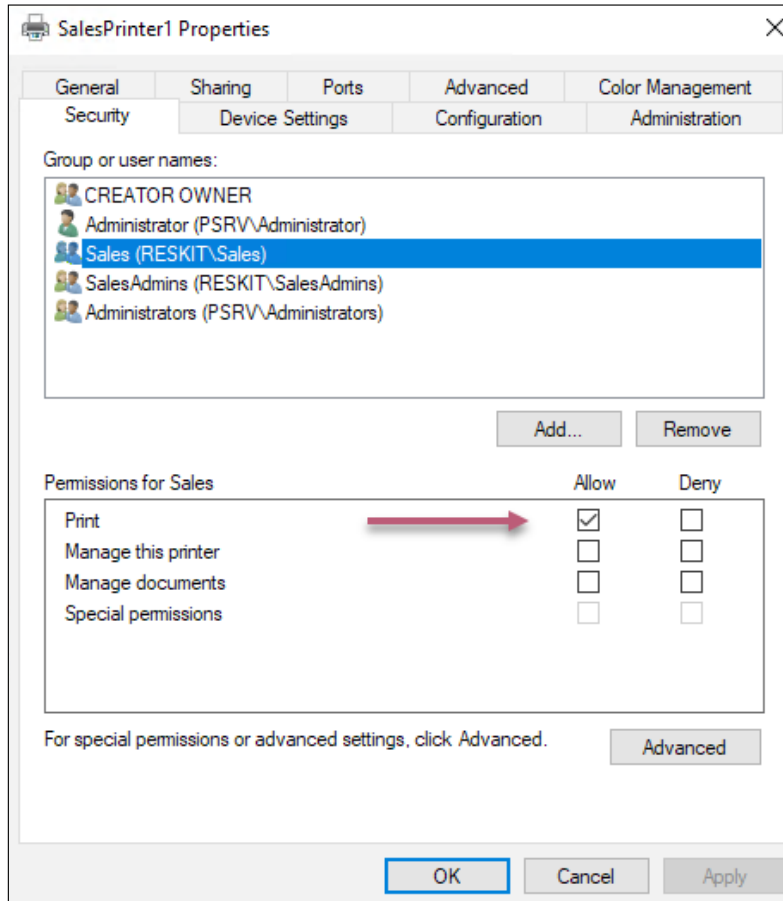 SalesPrinter1 Properties
General Sharing Ports Advanced Color Management
Security Device Settings Configuration Administration
Group or user names:
CREATOR OWNER
Administrator (PSRV\Administrator)
Sales (RESKIT\Sales)
SalesAdmins (RESKIT\SalesAdmins)
Administrators (PSRV\Administrators)
Add... Remove
Permissions for Sales Allow Deny
Print
Manage this printer
Manage documents
Special permissions
For special permissions or advanced settings, click Advanced. Advanced
OK Cancel Apply